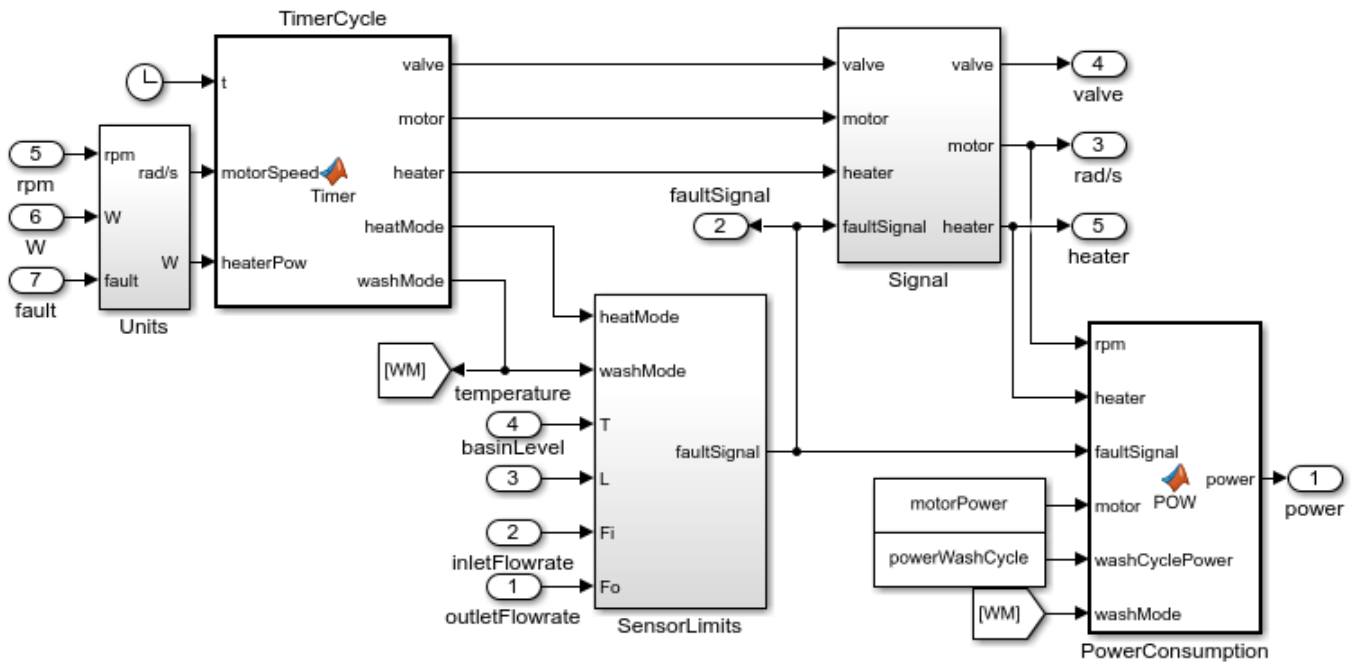 TimerCycle
t
motorSpeed
heaterPow
Timer
valve
motor
heater
heatMode
washMode
5
rpm
6
W
7
fault
rpm
W
fault
rad/s
W
Units
valve
motor
heater
faultSignal
valve
motor
heater
Signal
4
valve
3
rad/s
5
heater
faultSignal
2
[WM]
temperature
4
basinLevel
3
2
inletFlowrate
1
outletFlowrate
heatMode
washMode
T
L
Fi
Fo
faultSignal
SensorLimits
motorPower
powerWashCycle
[WM]
rpm
heater
faultSignal
motor
washCyclePower
washMode
POW
power
PowerConsumption
1
power